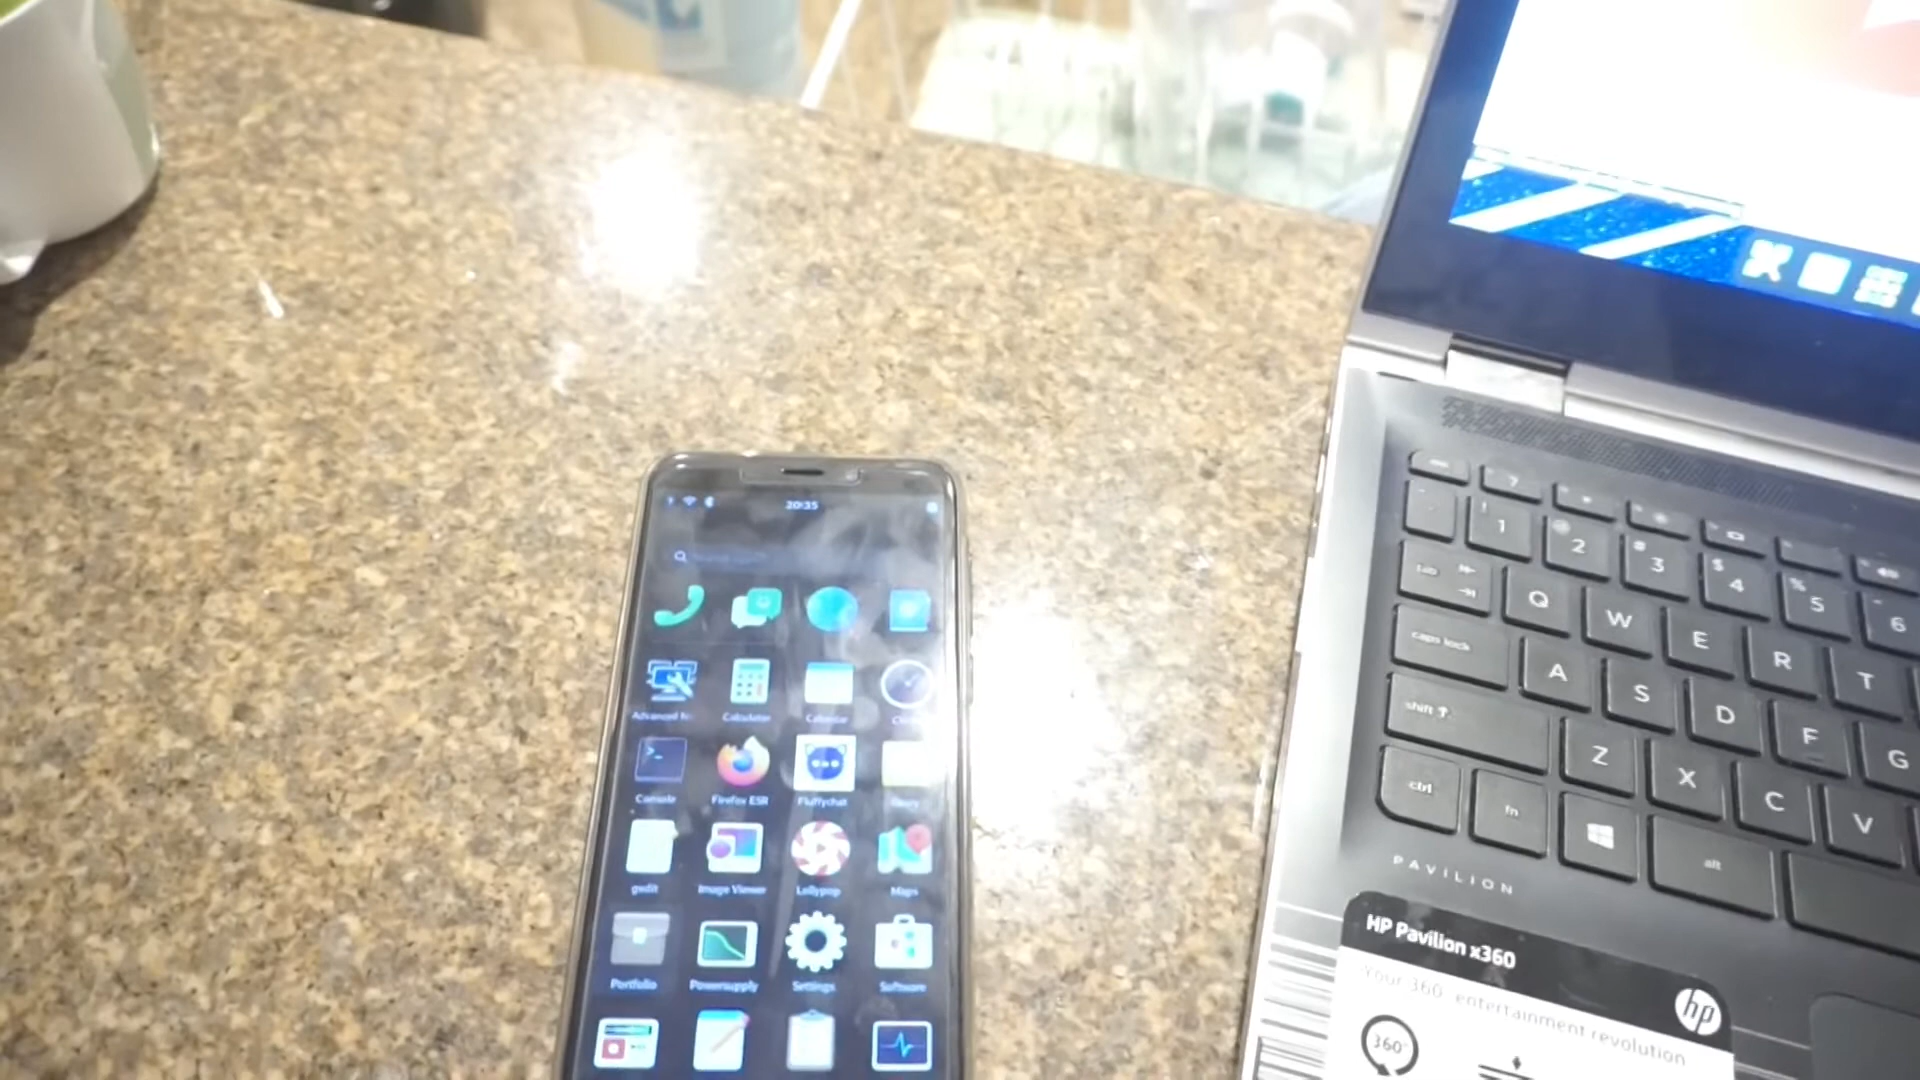 20:35
Advanced N-
Calculator
Calendar
Console
Firefox ESR
Fluffychat
gedit
Image Viewer
Lollypop
Maps
Portfolio
Powersupply
Settings
Software
1
2
3
4
5
6
tab
Q
W
E
R
T
caps lock
A
S
D
F
G
shift
Z
X
C
V
ctrl
fn
alt
PAVILION
HP Pavilion x360
hp
Your 360° entertainment revolution
360°